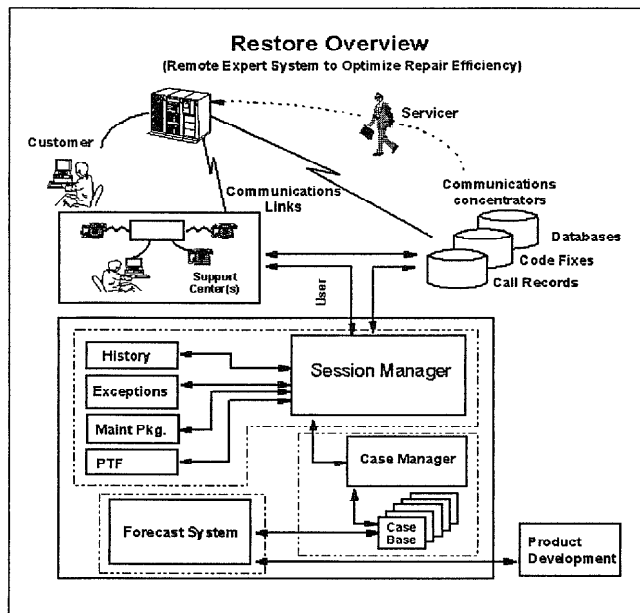 Restore Overview
(Remote Expert System to Optimize Repair Efficiency)
Servicer
Customer
Communications
Links
Communications
concentrators
Databases
Code Fixes
Call Records
Support
Center(s)
User
History
Exceptions
Maint Pkg.
PTF
Session Manager
Case Manager
Case
Base
Forecast System
Product
Development